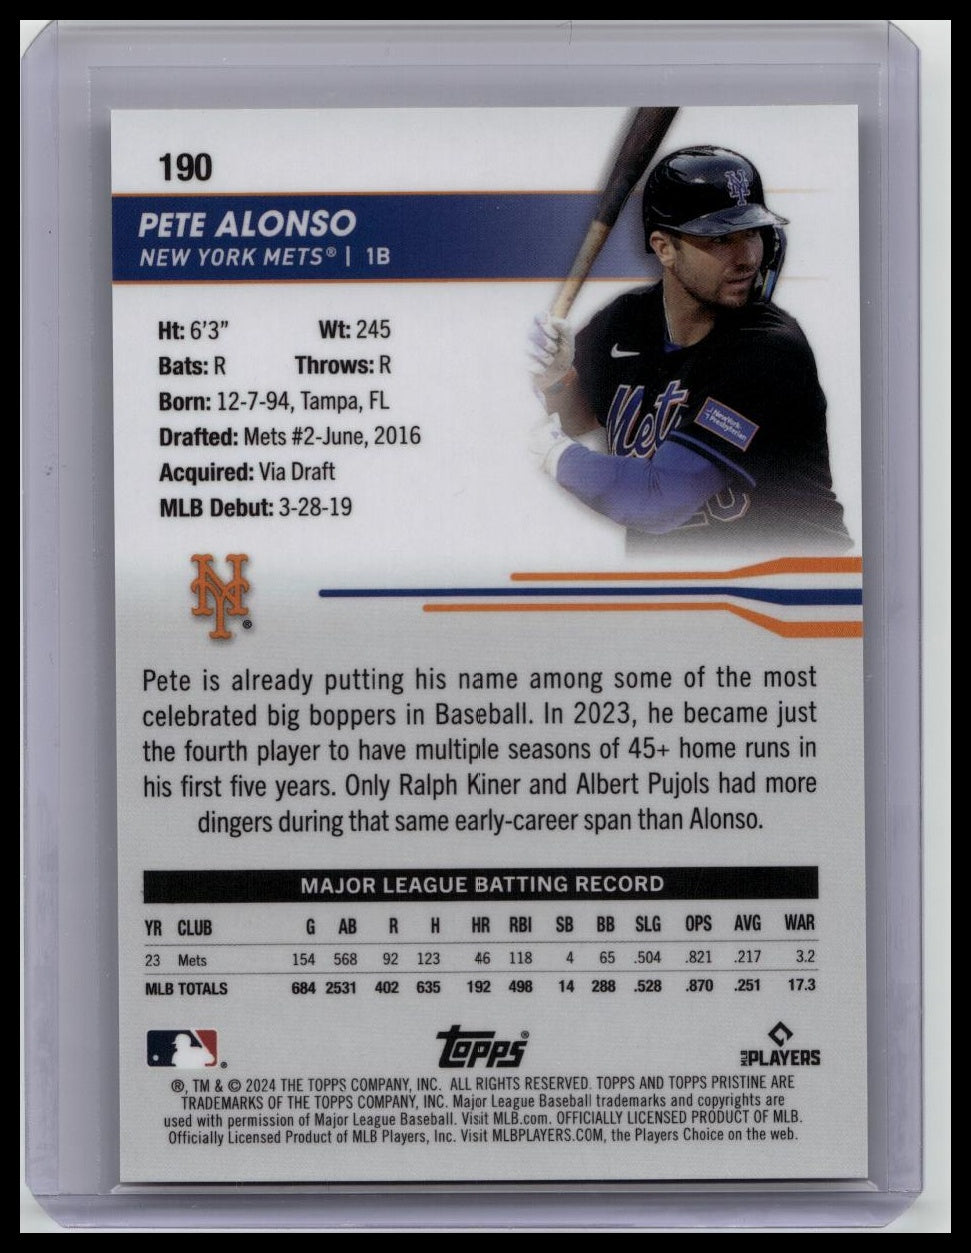 190
PETE ALONSO
NEW YORK METS® | 1B
Ht: 6'3" Wt: 245
Bats: R Throws: R
Born: 12-7-94, Tampa, FL
Drafted: Mets #2-June, 2016
Acquired: Via Draft
MLB Debut: 3-28-19
NY
Mets
NewYork-
Presbyterian
20
NY®
Pete is already putting his name among some of the most
celebrated big boppers in Baseball. In 2023, he became just
the fourth player to have multiple seasons of 45+ home runs in
his first five years. Only Ralph Kiner and Albert Pujols had more
dingers during that same early-career span than Alonso.
MAJOR LEAGUE BATTING RECORD
YR CLUB G AB R H HR RBI SB BB SLG OPS AVG WAR
23 Mets 154 568 92 123 46 118 4 65 .504 .821 .217 3.2
MLB TOTALS 684 2531 402 635 192 498 14 288 .528 .870 .251 17.3
® Topps® MLB PLAYERS
®, TM & © 2024 THE TOPPS COMPANY, INC. ALL RIGHTS RESERVED. TOPPS AND TOPPS PRISTINE ARE
TRADEMARKS OF THE TOPPS COMPANY, INC. Major League Baseball trademarks and copyrights are
used with permission of Major League Baseball. Visit MLB.com. OFFICIALLY LICENSED PRODUCT OF MLB.
Officially Licensed Product of MLB Players, Inc. Visit MLBPLAYERS.COM, the Players Choice on the web.